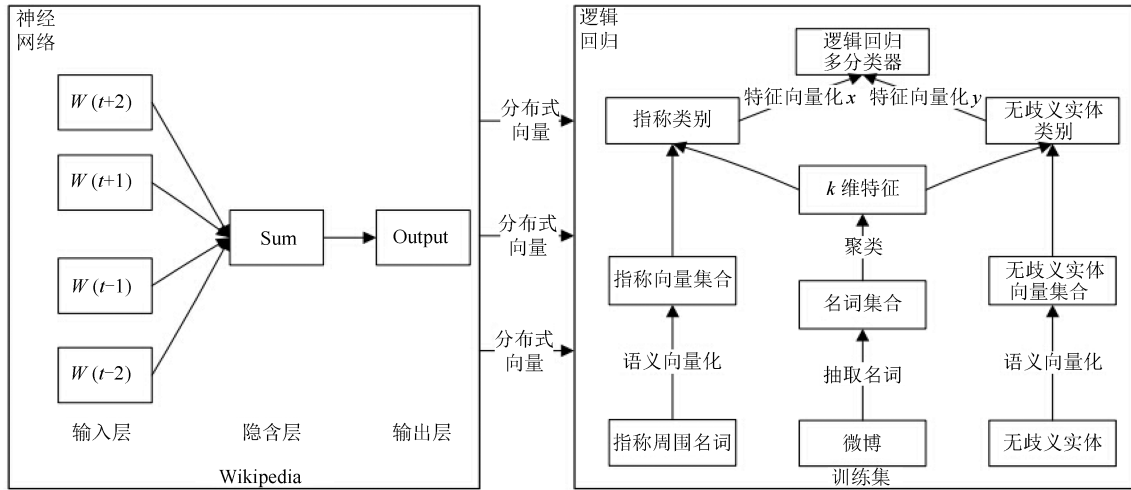 神经
网络
W (t+2)
W (t+1)
W (t−1)
W (t−2)
Sum
Output
输入层
隐含层
输出层
Wikipedia
分布式
向量
分布式
向量
分布式
向量
逻辑
回归
逻辑回归
多分类器
特征向量化 x
特征向量化 y
指称类别
无歧义实体
类别
k 维特征
聚类
指称向量集合
名词集合
无歧义实体
向量集合
语义向量化
抽取名词
语义向量化
指称周围名词
微博
无歧义实体
训练集